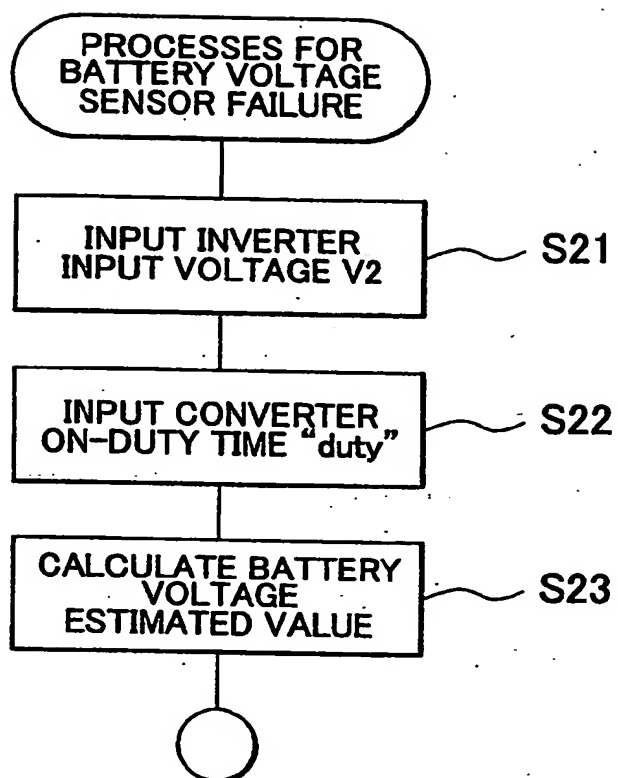 PROCESSES FOR
BATTERY VOLTAGE
SENSOR FAILURE
INPUT INVERTER
INPUT VOLTAGE V2
S21
INPUT CONVERTER
ON-DUTY TIME “duty”
S22
CALCULATE BATTERY
VOLTAGE
ESTIMATED VALUE
S23